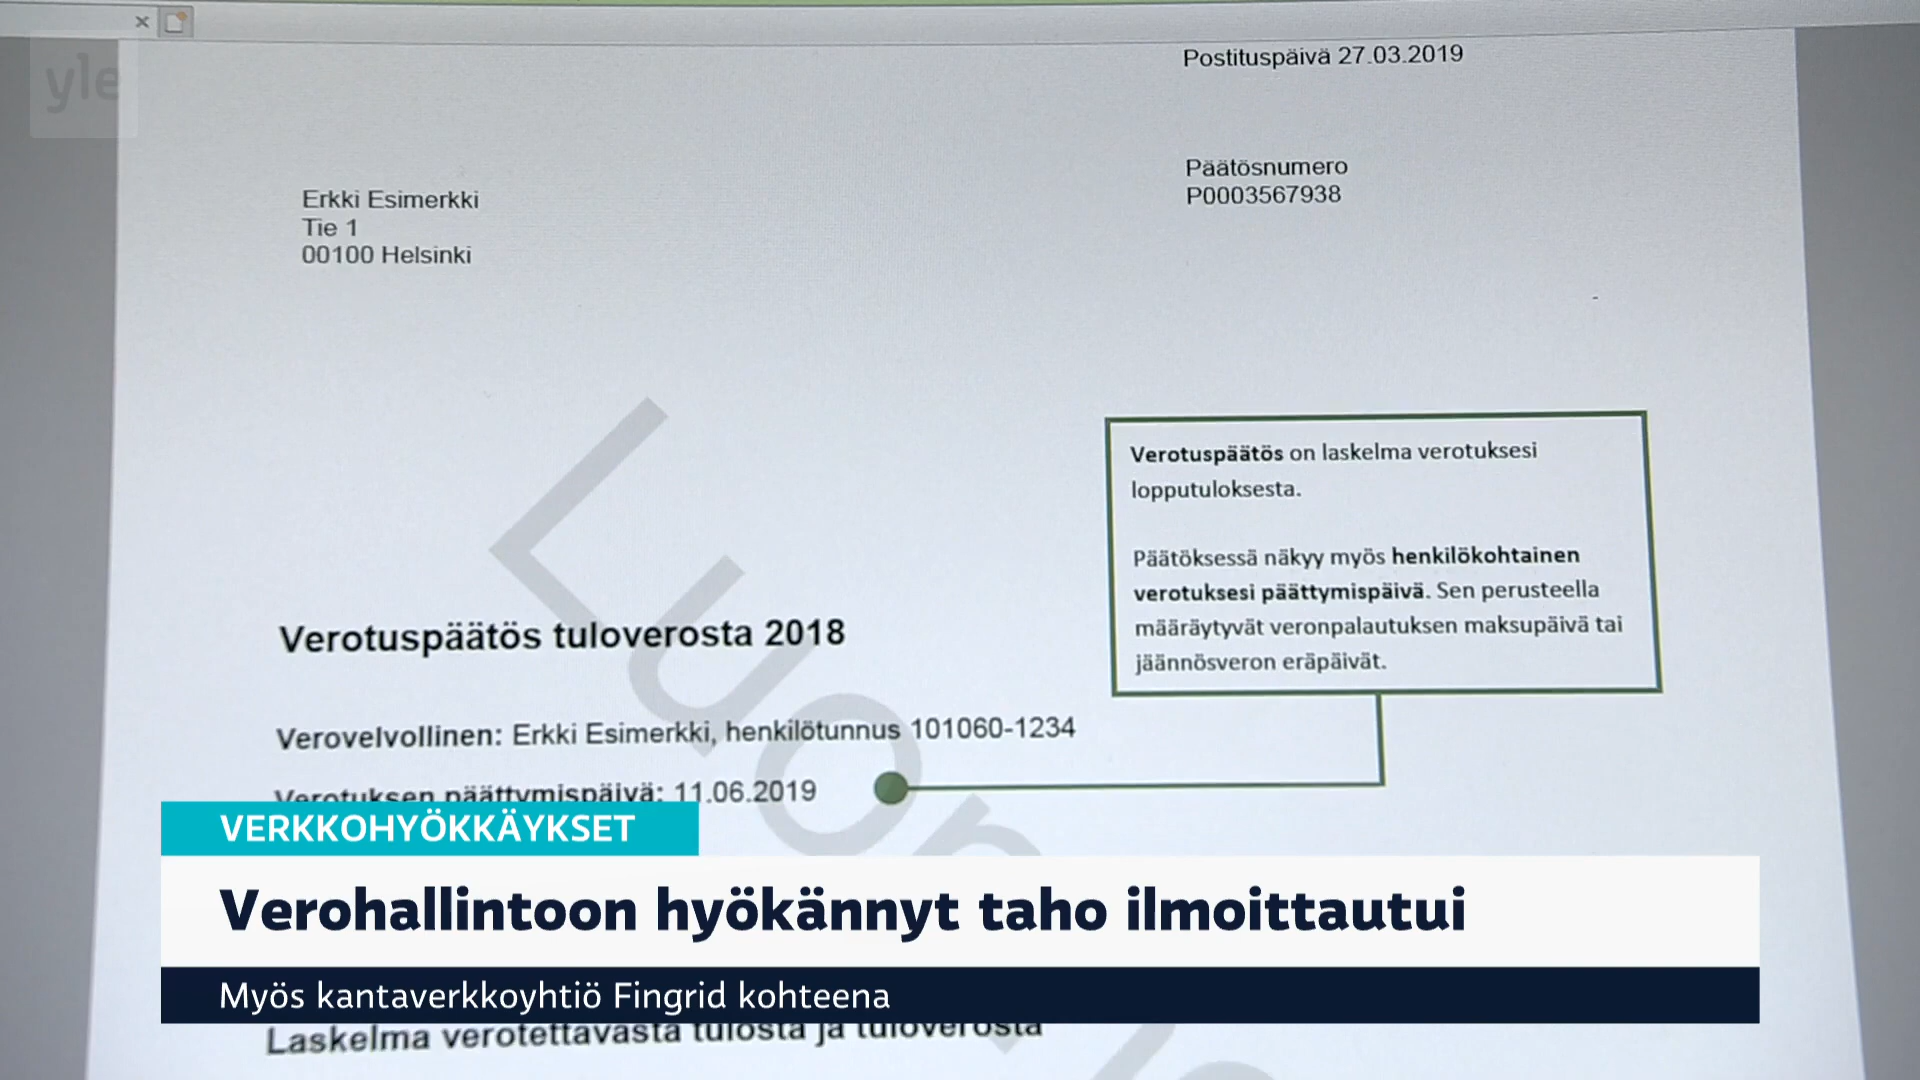 yle
Postituspäivä 27.03.2019
Päätösnumero
P0003567938
Erkki Esimerkki
Tie 1
00100 Helsinki
Verotuspäätös on laskelma verotuksesi
lopputuloksesta.
Päätöksessä näkyy myös henkilökohtainen
verotuksesi päättymispäivä. Sen perusteella
määräytyvät veronpalautuksen maksupäivä tai
jäännösveron eräpäivät.
Verotuspäätös tuloverosta 2018
Verovelvollinen: Erkki Esimerkki, henkilötunnus 101060-1234
Verotuksen päättymispäivä: 11.06.2019
VERKKOHYÖKKÄYKSET
Verohallintoon hyökännyt taho ilmoittautui
Myös kantaverkkoyhtiö Fingrid kohteena
Laskelma verotettavasta tulosta ja tuloverosta